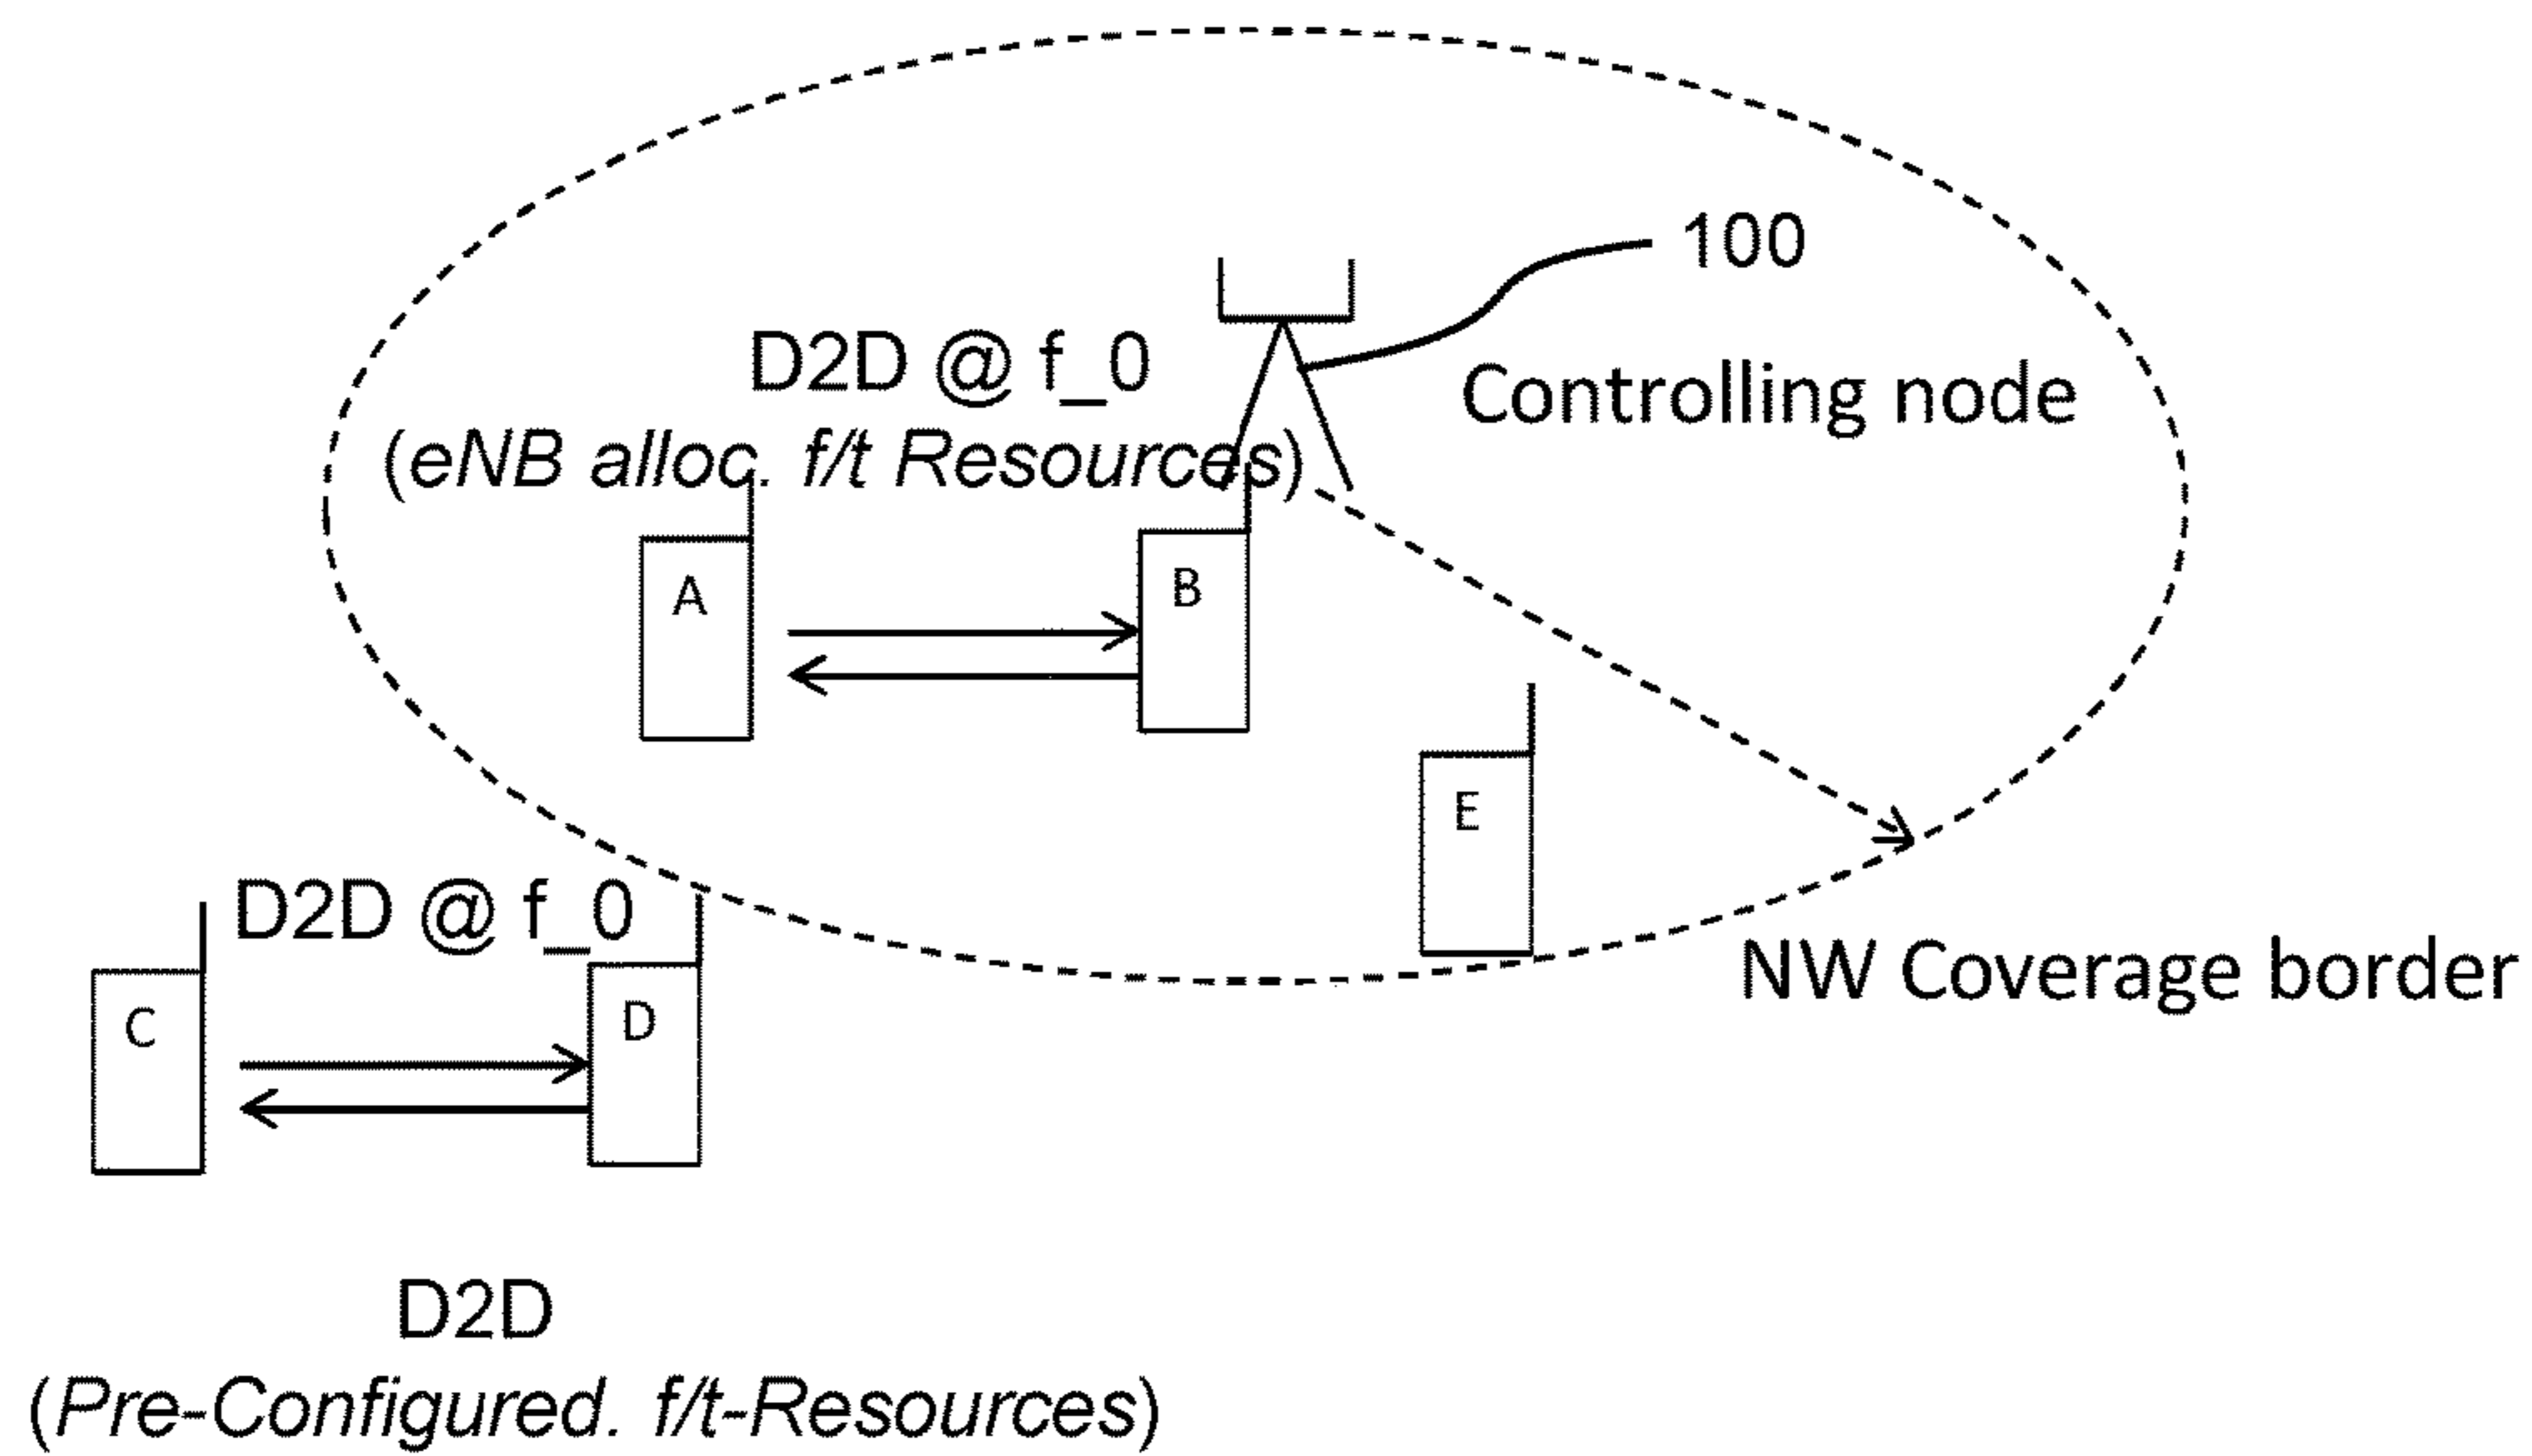 100
D2D @ f_0
Controlling node
(eNB alloc. f/t Resources)
A
B
E
D2D @ f_0
NW Coverage border
C
D
D2D
(Pre-Configured. f/t-Resources)